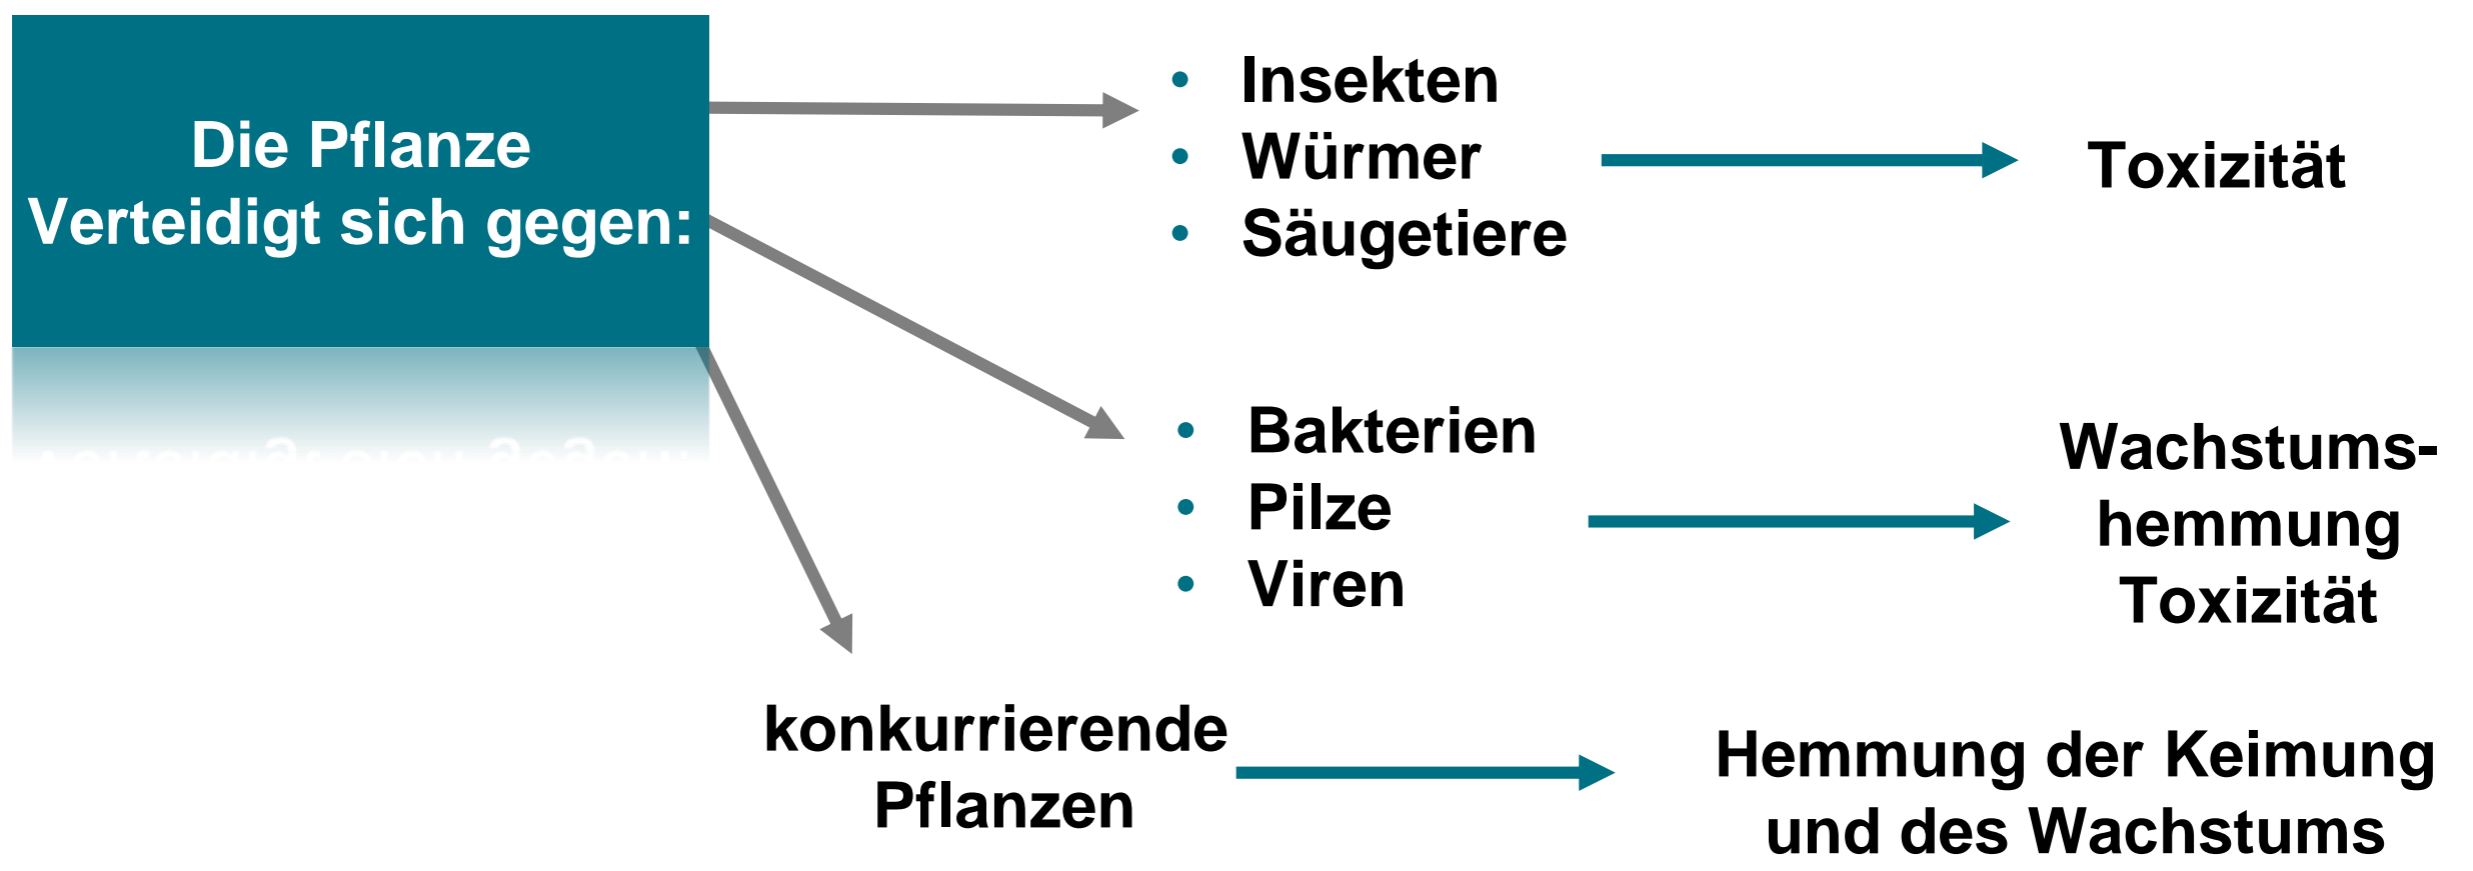 Die Pflanze
Verteidigt sich gegen:
• Insekten
• Würmer
• Säugetiere
Toxizität
• Bakterien
• Pilze
• Viren
Wachstums-
hemmung
Toxizität
konkurrierende
Pflanzen
Hemmung der Keimung
und des Wachstums